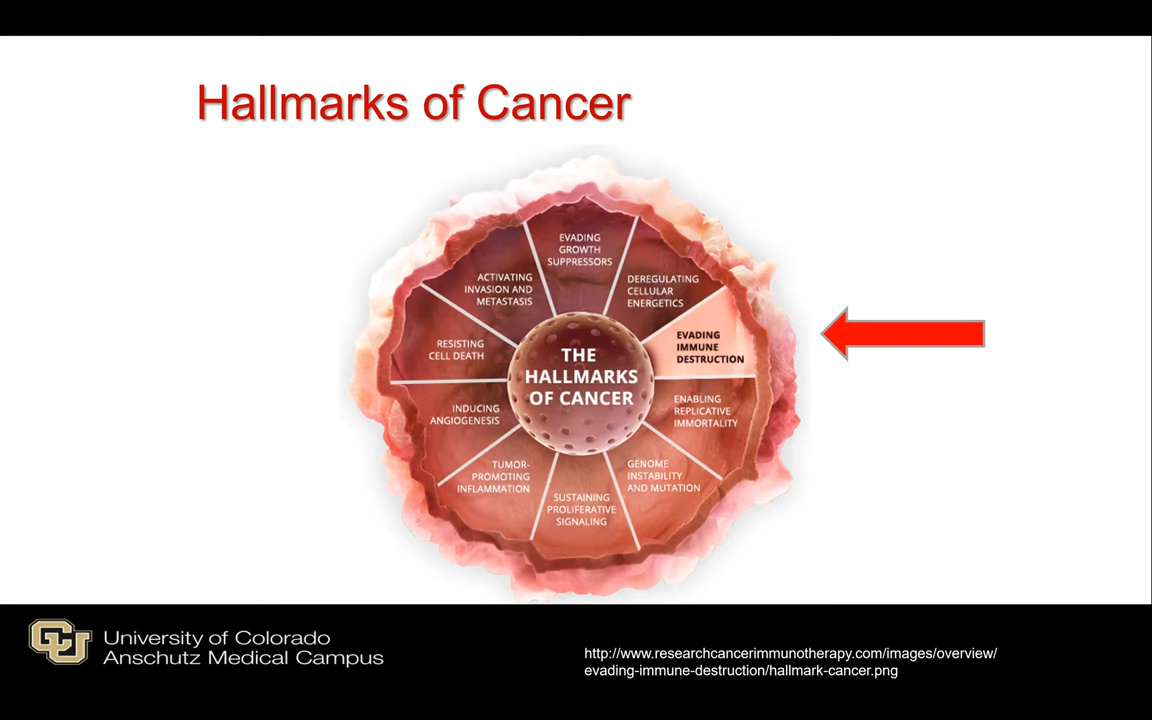 Hallmarks of Cancer
EVADING
GROWTH
SUPPRESSORS
DEREGULATING
CELLULAR
ENERGETICS
EVADING
IMMUNE
DESTRUCTION
ENABLING
REPLICATIVE
IMMORTALITY
GENOME
INSTABILITY
AND MUTATION
SUSTAINING
PROLIFERATIVE
SIGNALING
TUMOR-
PROMOTING
INFLAMMATION
INDUCING
ANGIOGENESIS
RESISTING
CELL DEATH
ACTIVATING
INVASION AND
METASTASIS
THE
HALLMARKS
OF CANCER
CU
University of Colorado
Anschutz Medical Campus
http://www.researchcancerimmunotherapy.com/images/overview/
evading-immune-destruction/hallmark-cancer.png